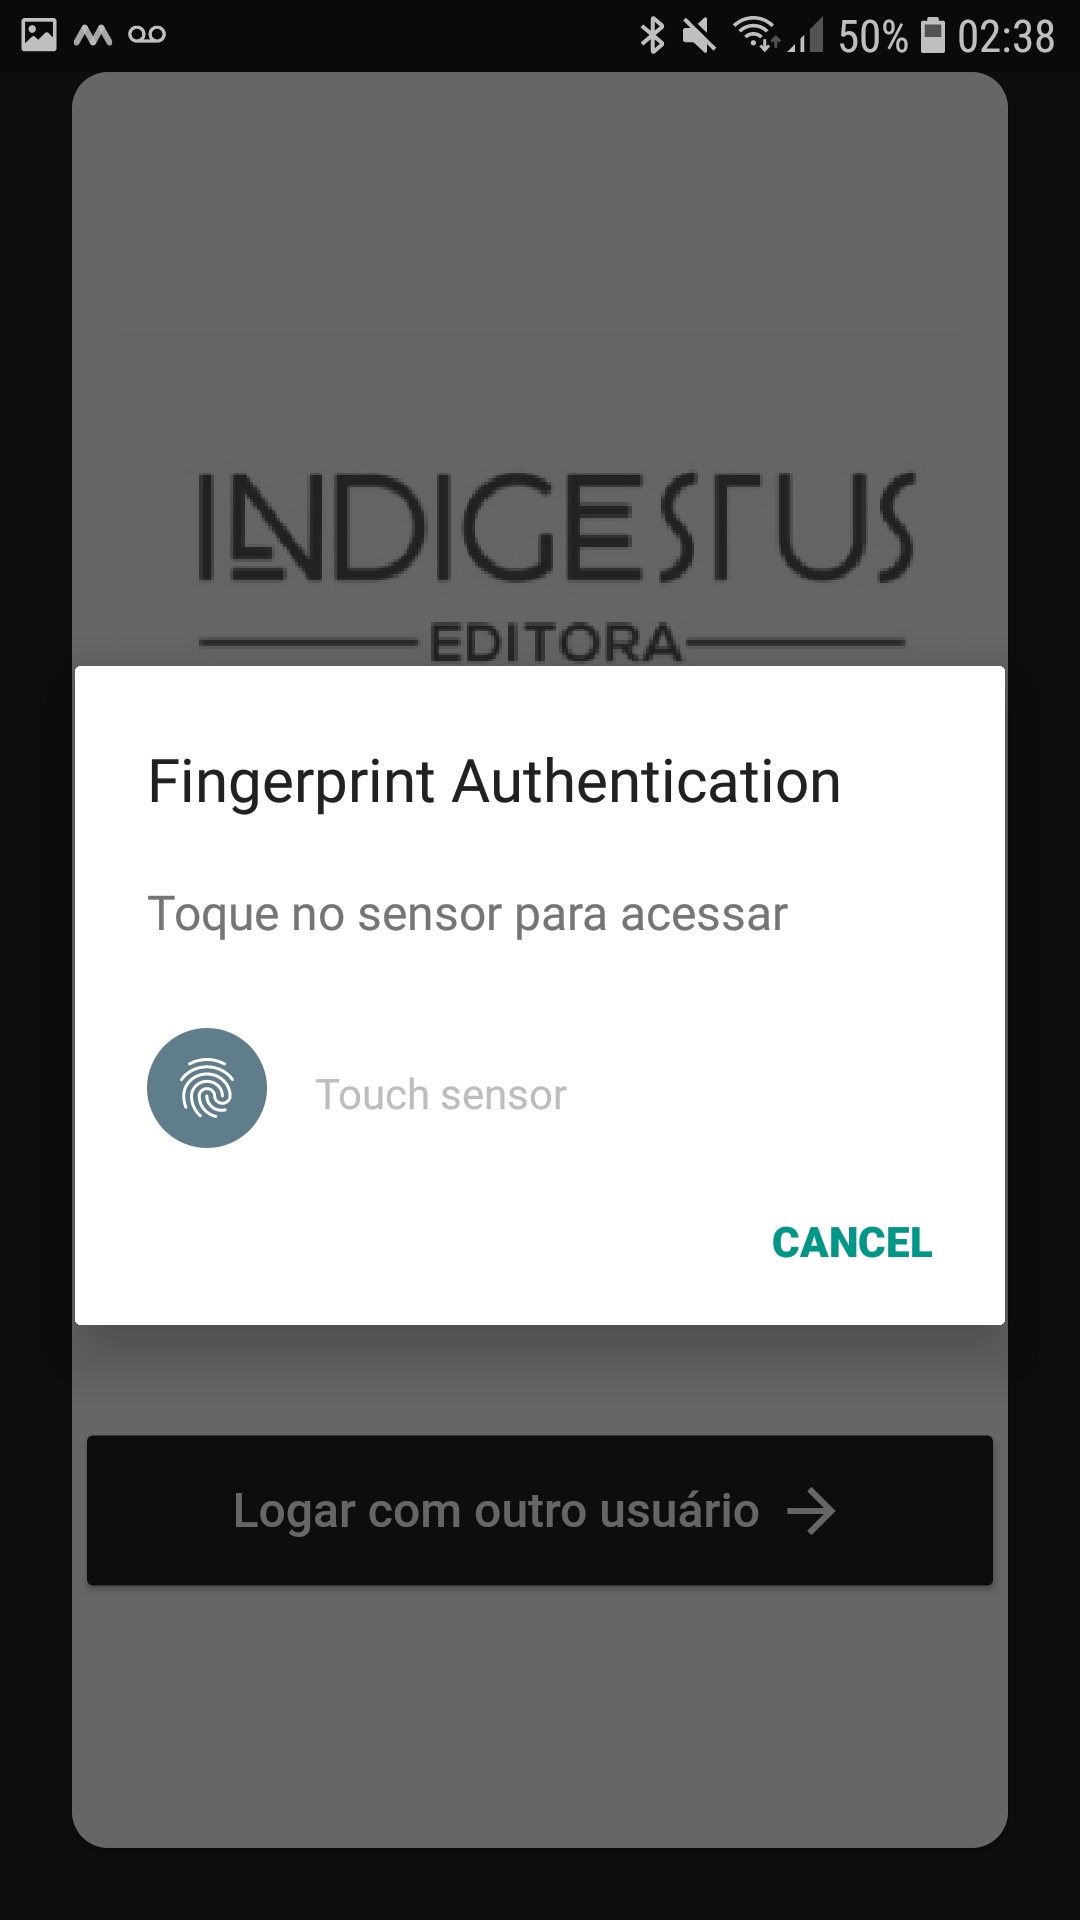 50% 02:38
INDIGESTUS
EDITORA
Fingerprint Authentication
Toque no sensor para acessar
Touch sensor
CANCEL
Logar com outro usuário